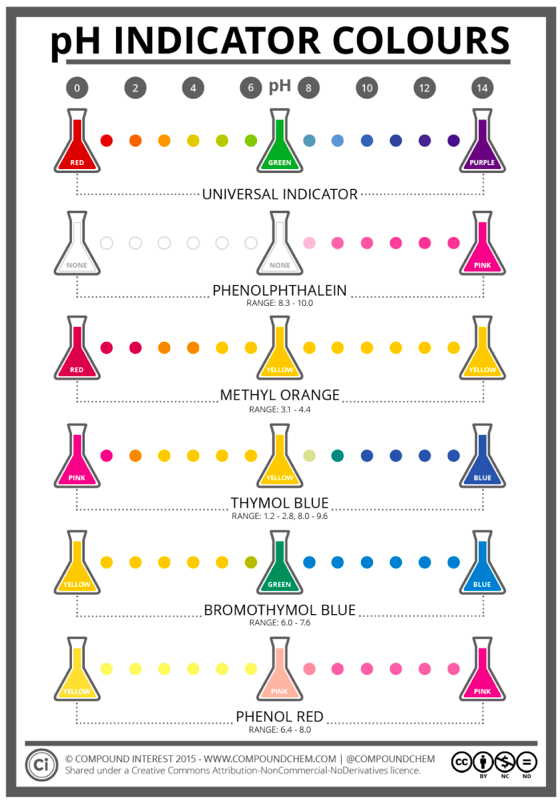 pH INDICATOR COLOURS
0 2 4 6 pH 8 10 12 14
RED GREEN PURPLE
UNIVERSAL INDICATOR
NONE NONE PINK
PHENOLPHTHALEIN
RANGE: 8.3 - 10.0
RED YELLOW YELLOW
METHYL ORANGE
RANGE: 3.1 - 4.4
PINK YELLOW BLUE
THYMOL BLUE
RANGE: 1.2 - 2.8, 8.0 - 9.6
YELLOW GREEN BLUE
BROMOTHYMOL BLUE
RANGE: 6.0 - 7.6
YELLOW PINK PINK
PHENOL RED
RANGE: 6.4 - 8.0
Ci © COMPOUND INTEREST 2015 - WWW.COMPOUNDCHEM.COM | @COMPOUNDCHEM
Shared under a Creative Commons Attribution-NonCommercial-NoDerivatives licence.
cc BY NC ND